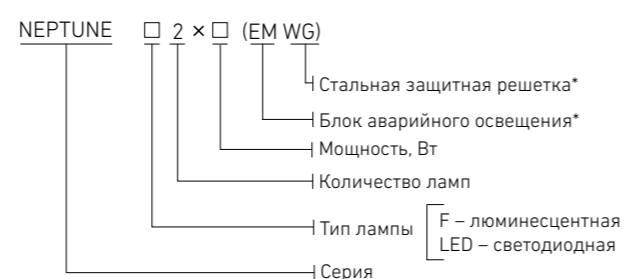 NEPTUNE □ 2 × □ (EM WG)
Стальная защитная решетка*
Блок аварийного освещения*
Мощность, Вт
Количество ламп
Тип лампы
F – люминесцентная
LED – светодиодная
Серия